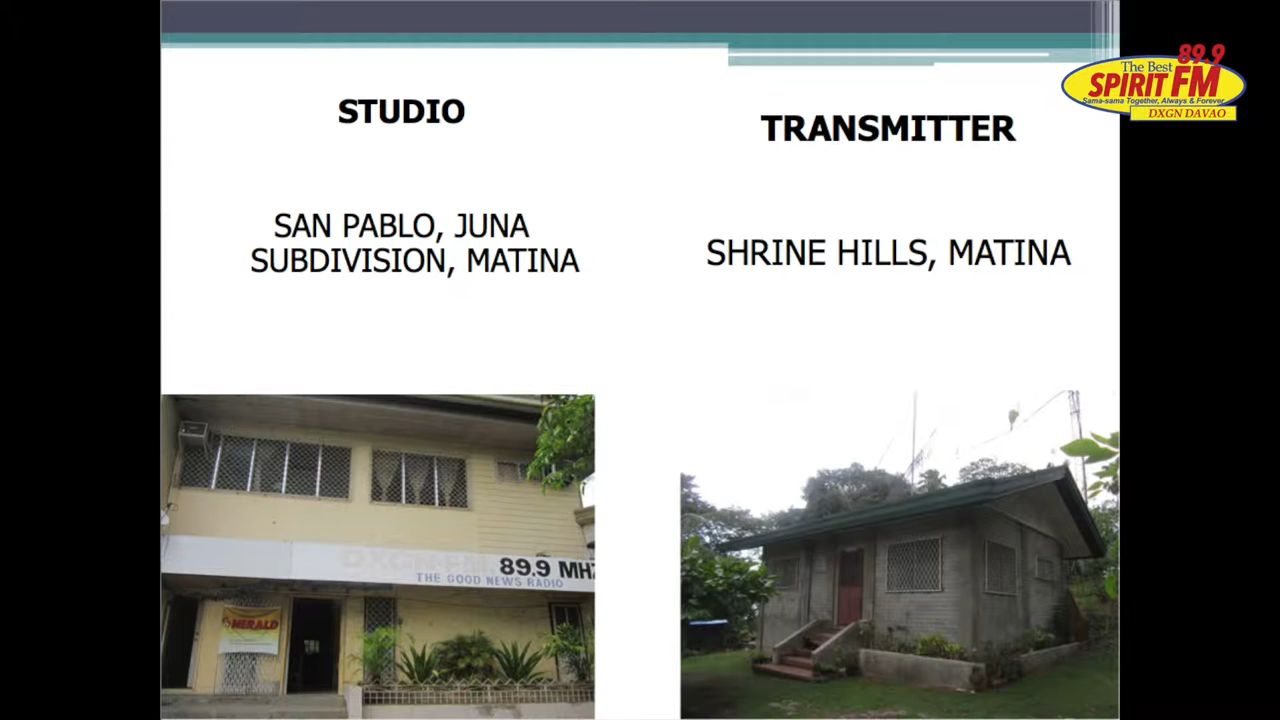 89.9
The Best
SPIRIT FM
Sama-sama Together, Always & Forever
DXGN DAVAO
STUDIO
SAN PABLO, JUNA
SUBDIVISION, MATINA
TRANSMITTER
SHRINE HILLS, MATINA
89.9 MHZ
THE GOOD NEWS RADIO
HERALD